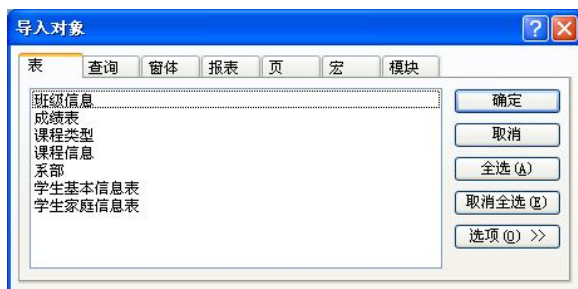 导入对象
表 查询 窗体 报表 页 宏 模块
班级信息
成绩表
课程类型
课程信息
系部
学生基本信息表
学生家庭信息表
确定
取消
全选(A)
取消全选(E)
选项(O) >>